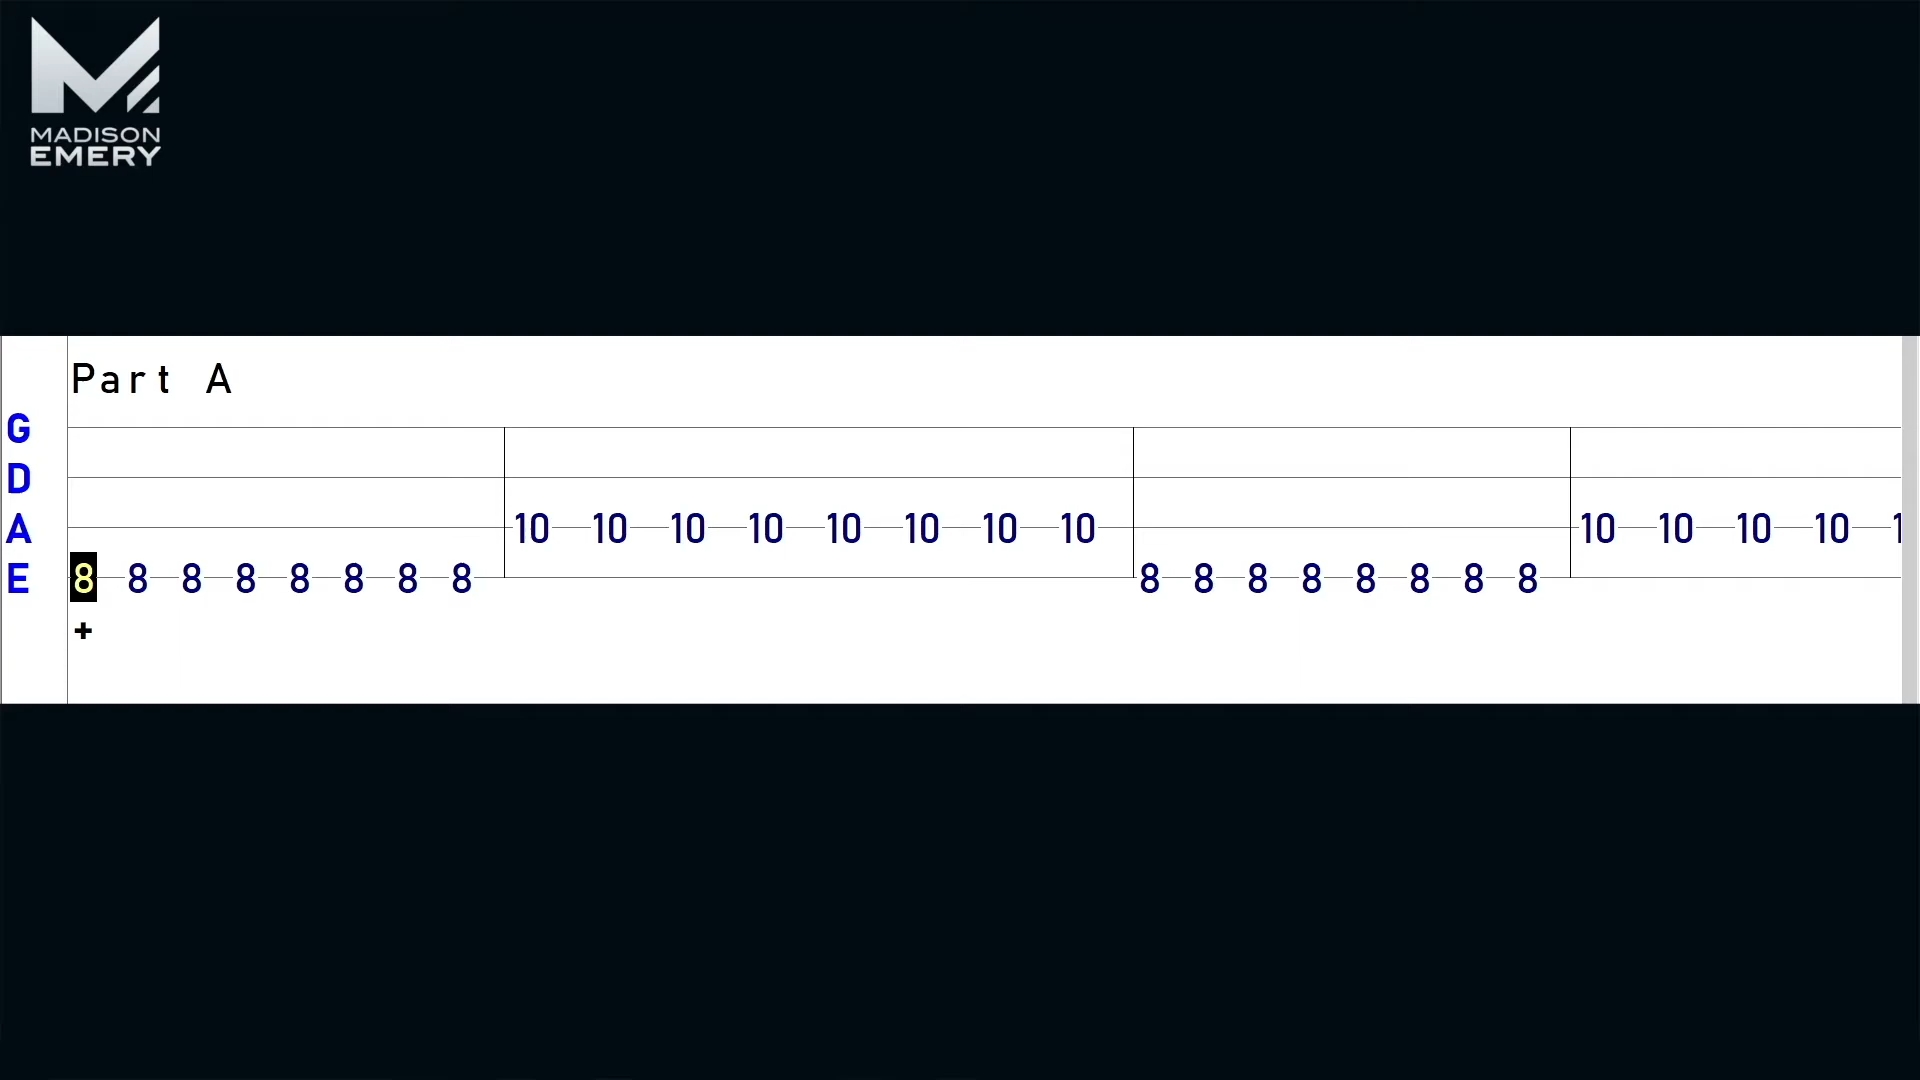 MADISON
EMERY
Part A
G
D
A 10 10 10 10 10 10 10 10 10 10 10 10
E 8 8 8 8 8 8 8 8 8 8 8 8 8 8 8 8
+